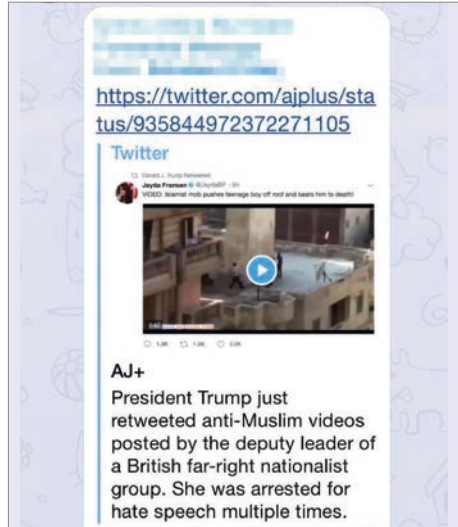 https://twitter.com/ajplus/sta
tus/935844972372271105
Twitter
Donald J. Trump Retweeted
Jayda Fransen @JaydaBF · 5h
VIDEO: Islamist mob pushes teenage boy off roof and beats him to death!
AJ+
President Trump just
retweeted anti-Muslim videos
posted by the deputy leader of
a British far-right nationalist
group. She was arrested for
hate speech multiple times.